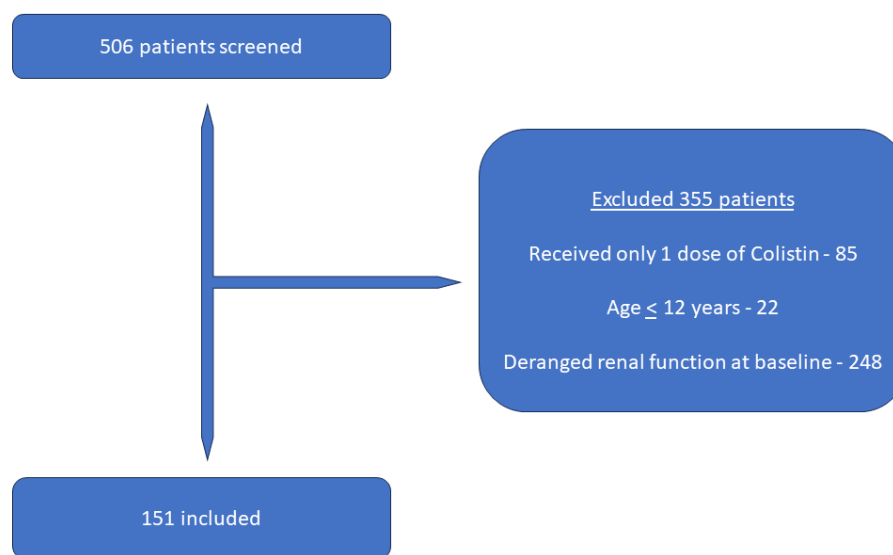 506 patients screened
Excluded 355 patients
Received only 1 dose of Colistin - 85
Age ≤ 12 years - 22
Deranged renal function at baseline - 248
151 included